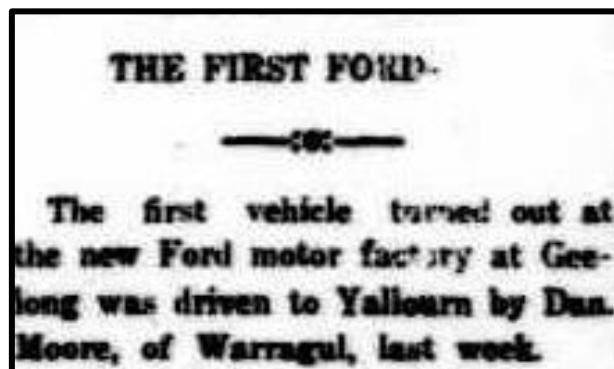 THE FIRST FORD
The first vehicle turned out at
the new Ford motor factory at Gee-
long was driven to Yallourn by Dan.
Moore, of Warragul, last week.